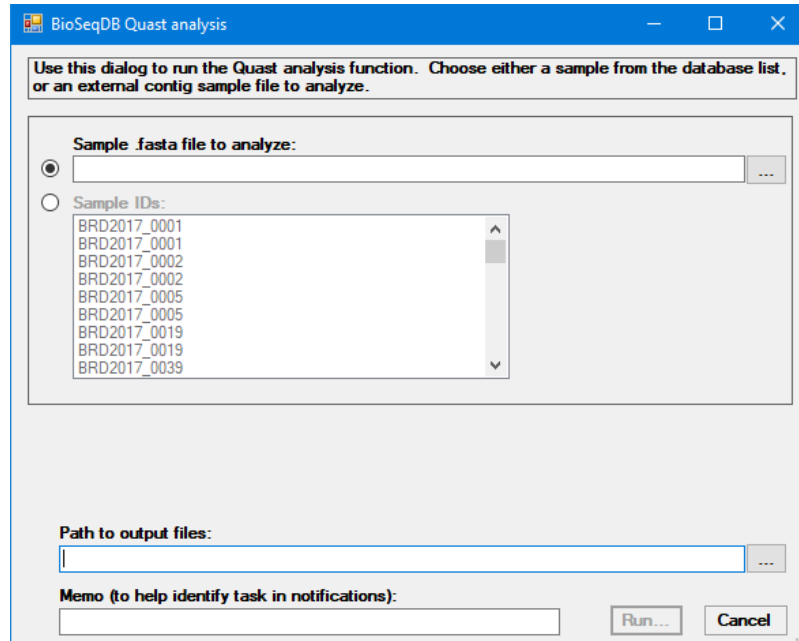 BioSeqDB Quast analysis
Use this dialog to run the Quast analysis function.  Choose either a sample from the database list,
or an external contig sample file to analyze.
Sample .fasta file to analyze:
...
Sample IDs:
BRD2017_0001
BRD2017_0001
BRD2017_0002
BRD2017_0002
BRD2017_0005
BRD2017_0005
BRD2017_0019
BRD2017_0019
BRD2017_0039
Path to output files:
...
Memo (to help identify task in notifications):
Run... Cancel